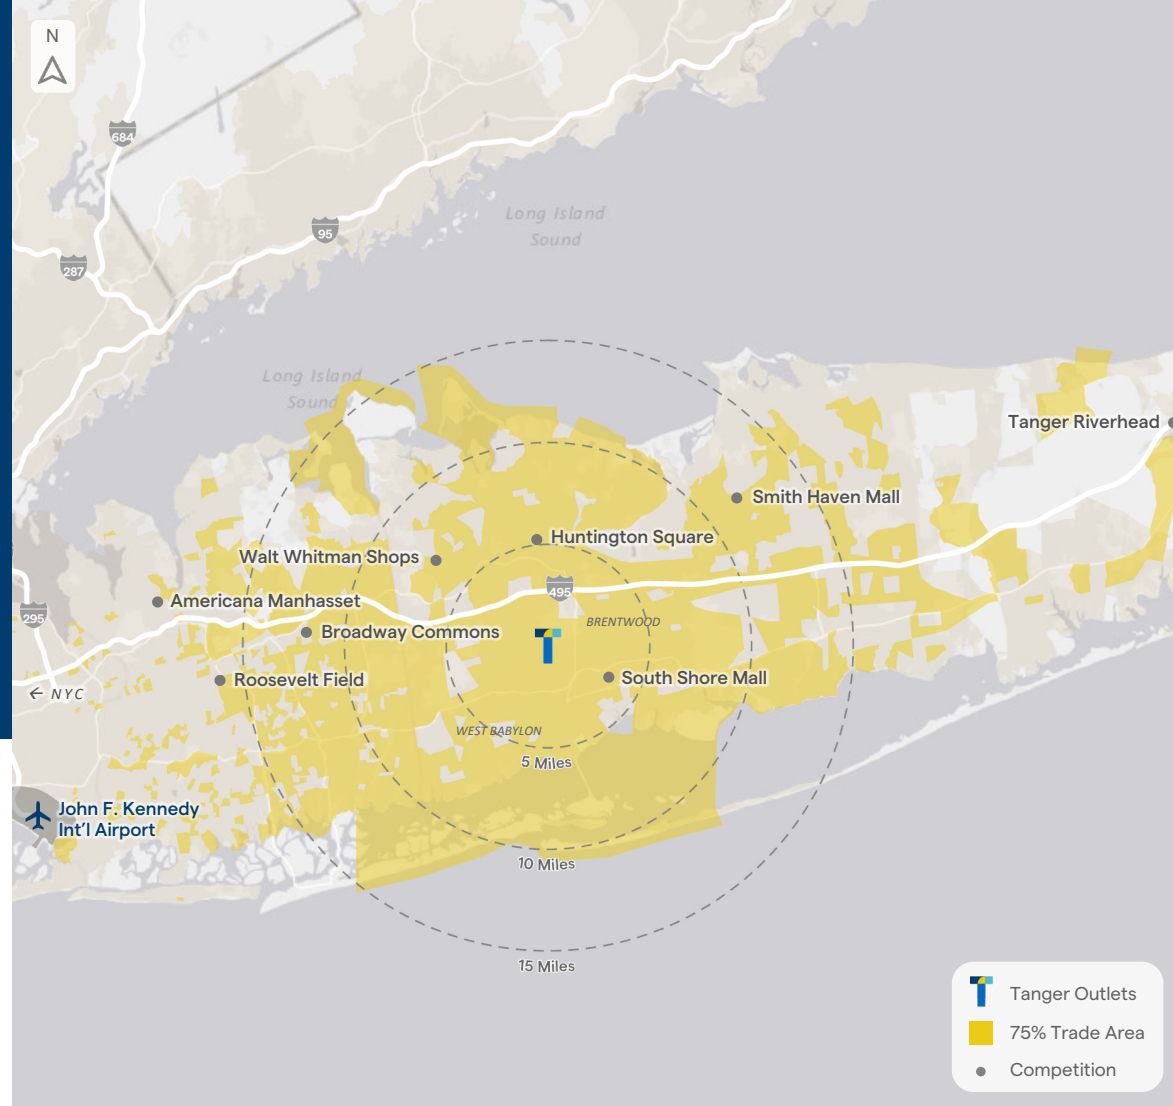 N
684
95
Long Island
Sound
287
Long Island
Sound
Tanger Riverhead
Smith Haven Mall
Huntington Square
Walt Whitman Shops
495
Americana Manhasset
295
BRENTWOOD
Broadway Commons
South Shore Mall
Roosevelt Field
← NYC
WEST BABYLON
5 Miles
John F. Kennedy
Int'l Airport
10 Miles
15 Miles
Tanger Outlets
75% Trade Area
Competition